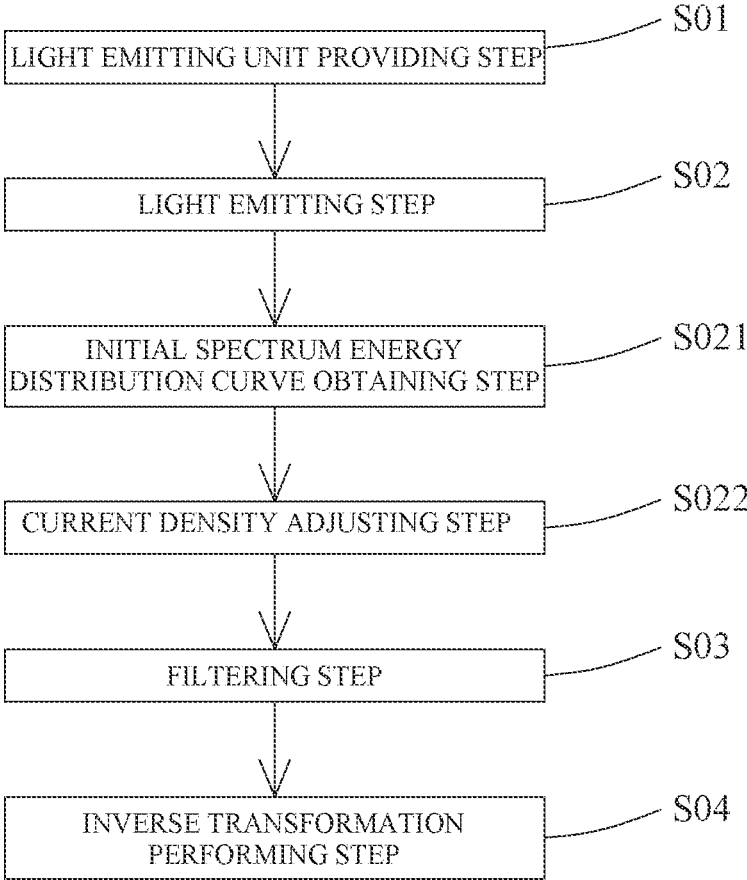 S01
LIGHT EMITTING UNIT PROVIDING STEP
S02
LIGHT EMITTING STEP
S021
INITIAL SPECTRUM ENERGY
DISTRIBUTION CURVE OBTAINING STEP
S022
CURRENT DENSITY ADJUSTING STEP
S03
FILTERING STEP
S04
INVERSE TRANSFORMATION
PERFORMING STEP